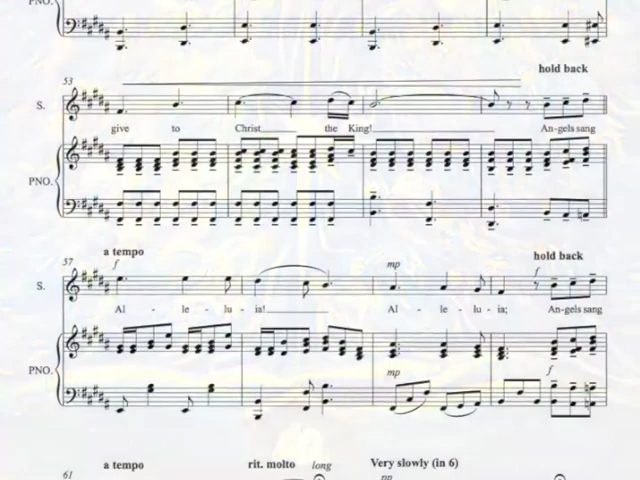 PNO.
hold back
53
S.
give to Christ the King! An-gels sang
PNO.
a tempo hold back
57 f mp f
S.
Al - le - lu - ia! Al - le - lu - ia; An-gels sang
PNO.
mp f
a tempo rit. molto long Very slowly (in 6)
61
pp